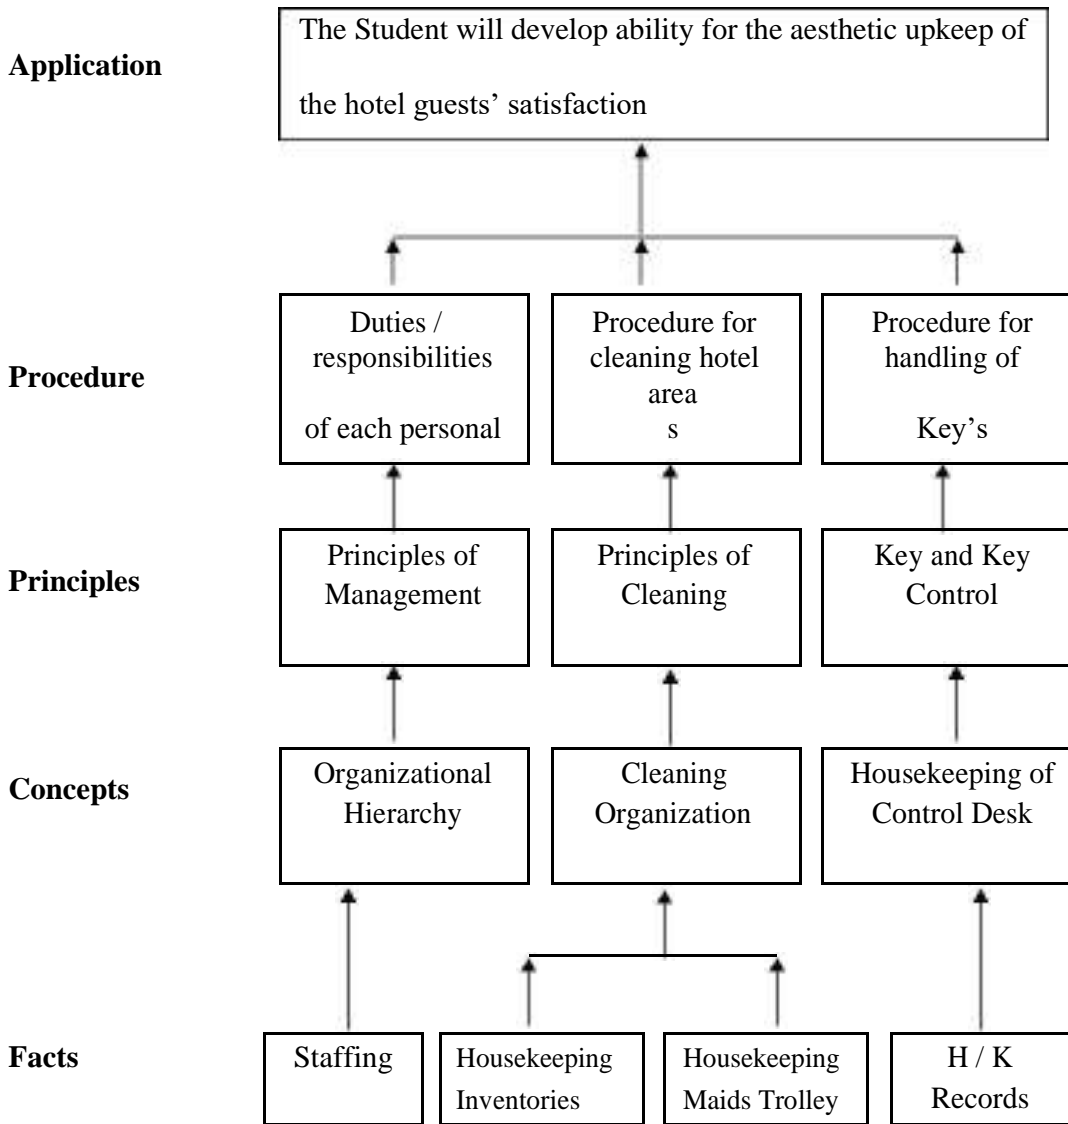 Application
The Student will develop ability for the aesthetic upkeep of
the hotel guests’ satisfaction
Procedure
Duties /
responsibilities
of each personal
Procedure for
cleaning hotel
area
s
Procedure for
handling of
Key’s
Principles
Principles of
Management
Principles of
Cleaning
Key and Key
Control
Concepts
Organizational
Hierarchy
Cleaning
Organization
Housekeeping of
Control Desk
Facts
Staffing
Housekeeping
Inventories
Housekeeping
Maids Trolley
H / K
Records